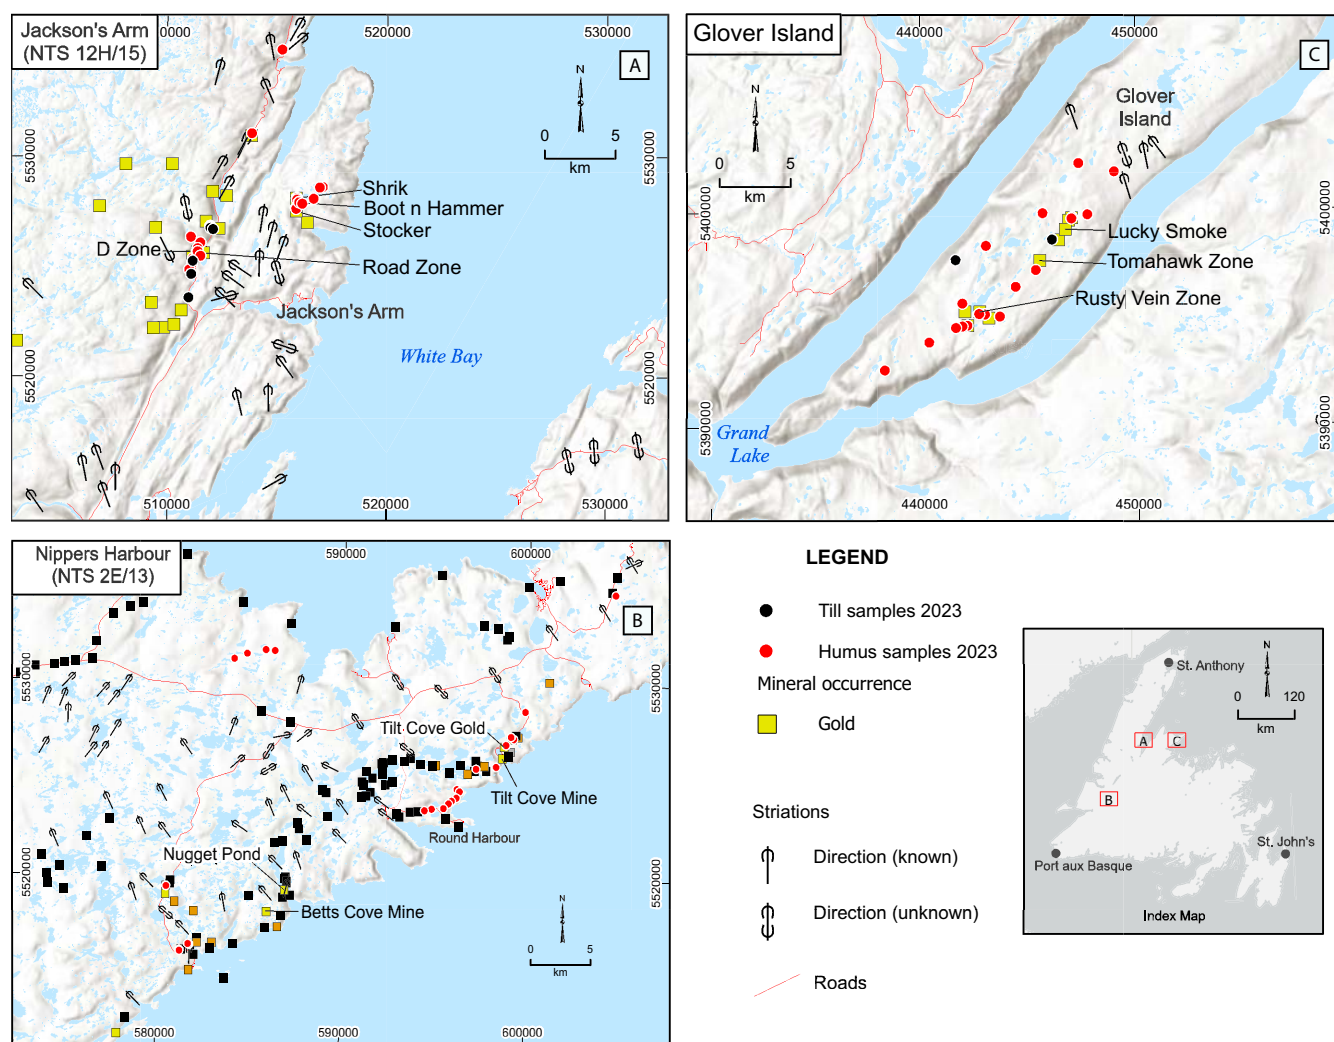 Jackson's Arm
(NTS 12H/15)
00000
520000
530000
A
N
0 5
km
5530000
5530000
Shrik
Boot n Hammer
Stocker
D Zone
Road Zone
Jackson's Arm
White Bay
5520000
5520000
510000
520000
530000
Glover Island
440000
450000
C
N
0 5
km
Glover
Island
5400000
5400000
Lucky Smoke
Tomahawk Zone
Rusty Vein Zone
Grand
Lake
5390000
5390000
440000
450000
Nippers Harbour
(NTS 2E/13)
590000
600000
B
5530000
5530000
Tilt Cove Gold
Tilt Cove Mine
Round Harbour
Nugget Pond
Betts Cove Mine
5520000
5520000
N
0 5
km
580000
590000
600000
LEGEND
Till samples 2023
Humus samples 2023
Mineral occurrence
Gold
Striations
Direction (known)
Direction (unknown)
Roads
St. Anthony
N
0 120
km
A
C
B
St. John's
Port aux Basque
Index Map